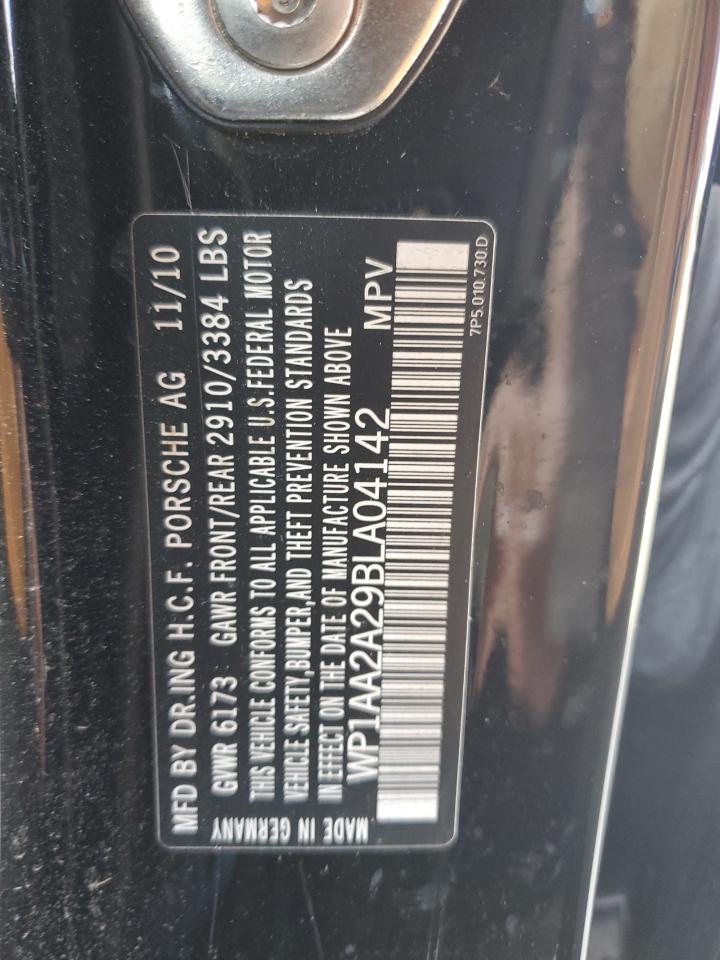 MFD BY DR.ING H.C.F. PORSCHE AG 11/10
GVWR 6173 GAWR FRONT/REAR 2910/3384 LBS
THIS VEHICLE CONFORMS TO ALL APPLICABLE U.S.FEDERAL MOTOR
VEHICLE SAFETY,BUMPER,AND THEFT PREVENTION STANDARDS
IN EFFECT ON THE DATE OF MANUFACTURE SHOWN ABOVE
WP1AA2A29BLA04142 MPV
MADE IN GERMANY
7P5.010.730.D